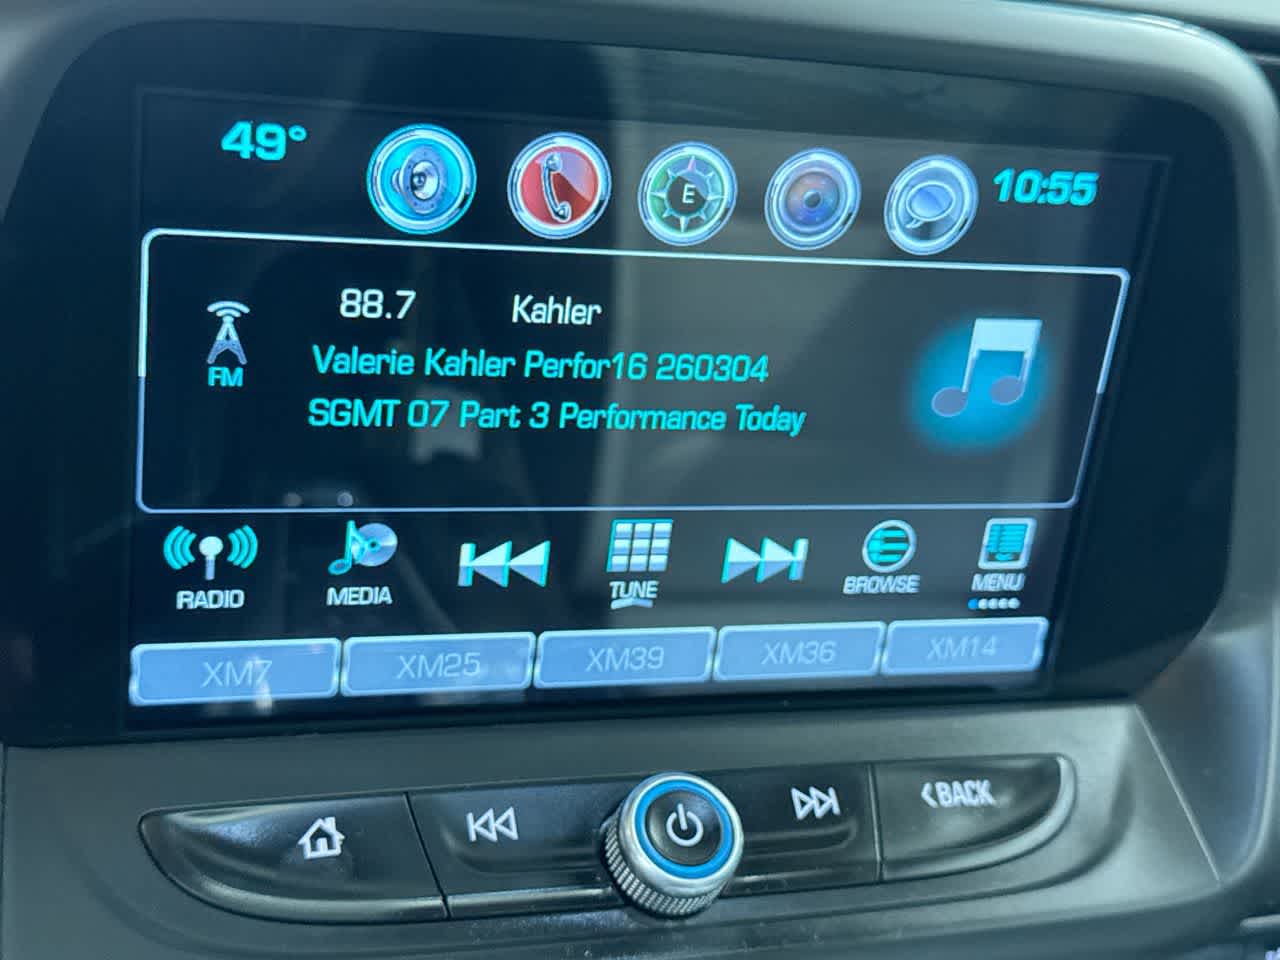 49°
E
10:55
88.7 Kahler
FM
Valerie Kahler Perfor16 260304
SGMT 07 Part 3 Performance Today
RADIO
MEDIA
TUNE
BROWSE
MENU
XM7
XM25
XM39
XM36
XM14
<BACK